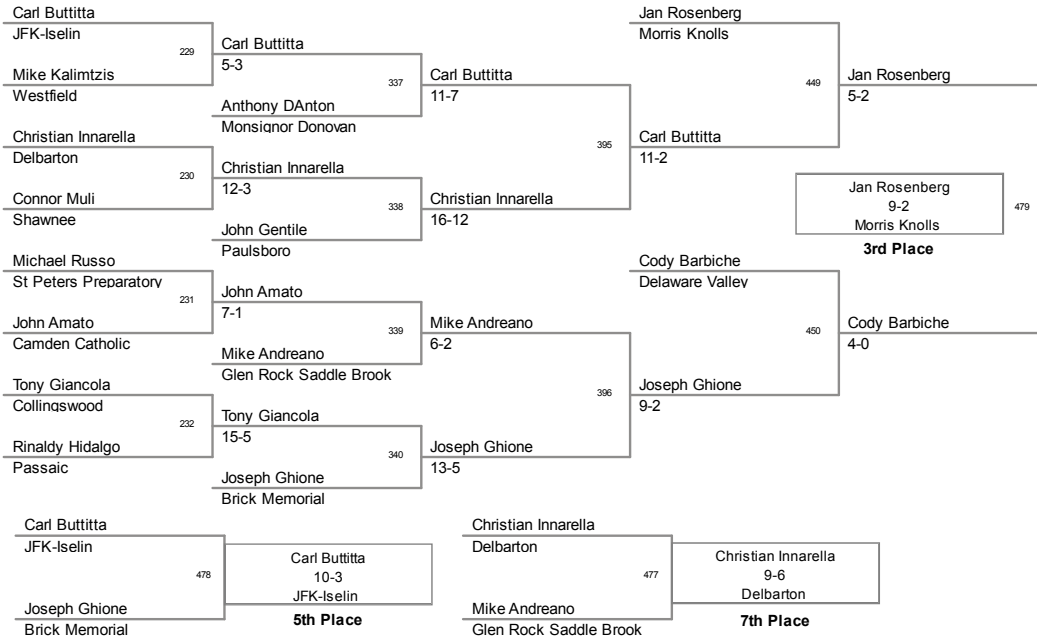 Carl Buttitta
JFK-Iselin
229
Mike Kalimtzis
Westfield
Christian Innarella
Delbarton
230
Connor Muli
Shawnee
Michael Russo
St Peters Preparatory
231
John Amato
Camden Catholic
Tony Giancola
Collingswood
232
Rinaldy Hidalgo
Passaic
Carl Buttitta
5-3
337
Anthony DAnton
Monsignor Donovan
Christian Innarella
12-3
338
John Gentile
Paulsboro
John Amato
7-1
339
Mike Andreano
Glen Rock Saddle Brook
Tony Giancola
15-5
340
Joseph Ghione
Brick Memorial
Carl Buttitta
11-7
395
Christian Innarella
16-12
Mike Andreano
6-2
396
Joseph Ghione
13-5
Jan Rosenberg
Morris Knolls
449
Carl Buttitta
11-2
Cody Barbiche
Delaware Valley
450
Joseph Ghione
9-2
Jan Rosenberg
5-2
Jan Rosenberg
9-2
Morris Knolls
479
3rd Place
Cody Barbiche
4-0
Carl Buttitta
JFK-Iselin
478
Joseph Ghione
Brick Memorial
Carl Buttitta
10-3
JFK-Iselin
5th Place
Christian Innarella
Delbarton
477
Mike Andreano
Glen Rock Saddle Brook
Christian Innarella
9-6
Delbarton
7th Place